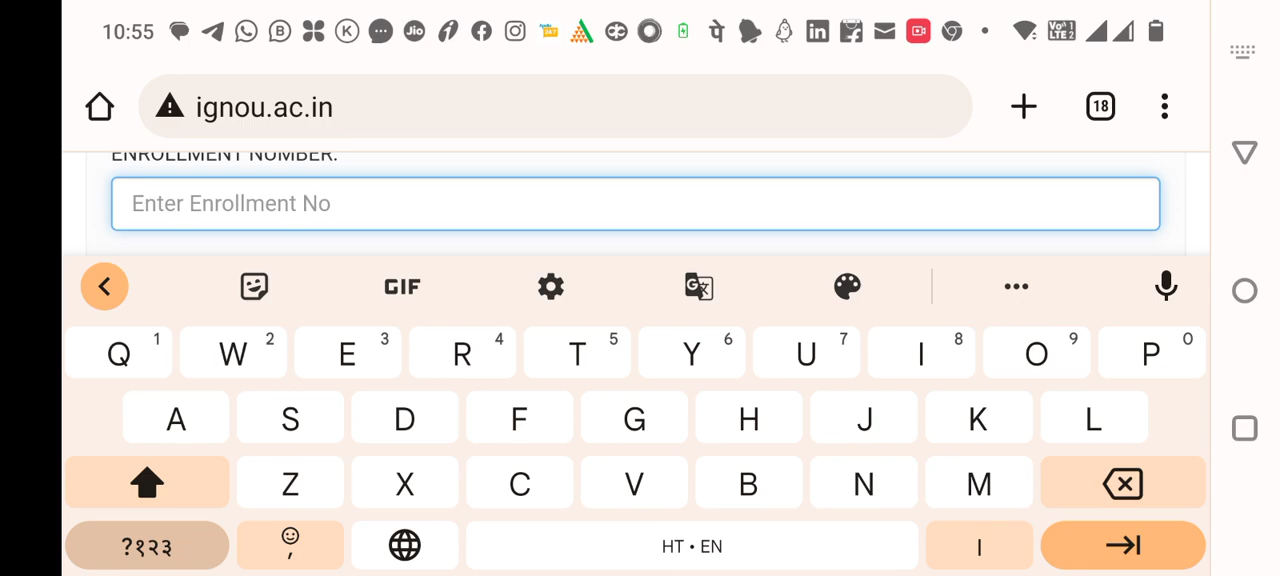 10:55
ignou.ac.in
18
ENROLLMENT NUMBER:
Enter Enrollment No
GIF
Q 1 W 2 E 3 R 4 T 5 Y 6 U 7 I 8 O 9 P 0
A S D F G H J K L
Z X C V B N M
?१२३ , HT • EN ।